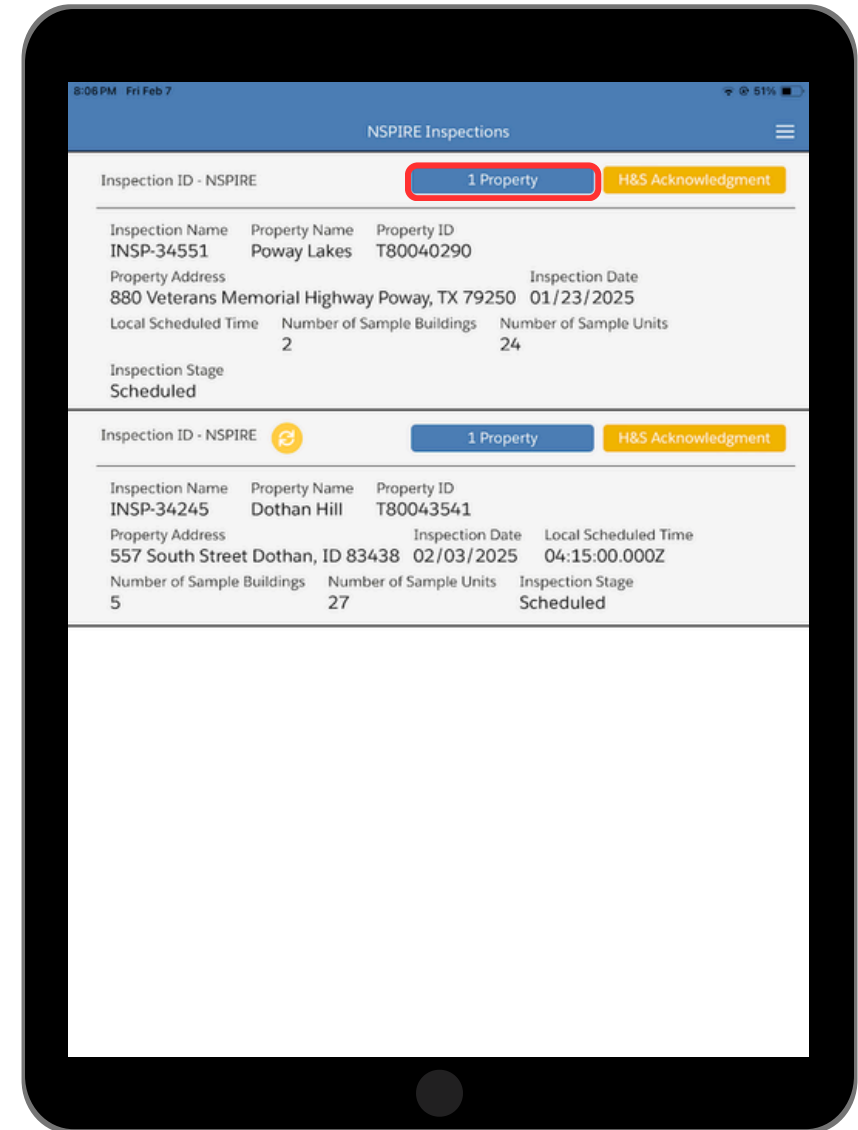 8:06 PM Fri Feb 7 51%
NSPIRE Inspections
Inspection ID - NSPIRE 1 Property H&S Acknowledgment
Inspection Name Property Name Property ID
INSP-34551 Poway Lakes T80040290
Property Address Inspection Date
880 Veterans Memorial Highway Poway, TX 79250 01/23/2025
Local Scheduled Time Number of Sample Buildings Number of Sample Units
2 24
Inspection Stage
Scheduled
Inspection ID - NSPIRE 1 Property H&S Acknowledgment
Inspection Name Property Name Property ID
INSP-34245 Dothan Hill T80043541
Property Address Inspection Date Local Scheduled Time
557 South Street Dothan, ID 83438 02/03/2025 04:15:00.000Z
Number of Sample Buildings Number of Sample Units Inspection Stage
5 27 Scheduled